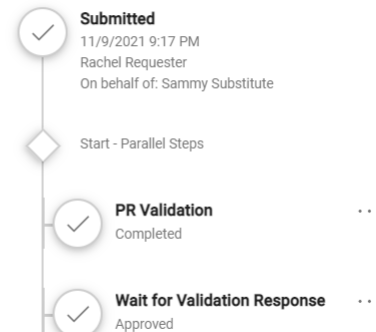 Submitted
11/9/2021 9:17 PM
Rachel Requester
On behalf of: Sammy Substitute
Start - Parallel Steps
PR Validation
Completed
Wait for Validation Response
Approved